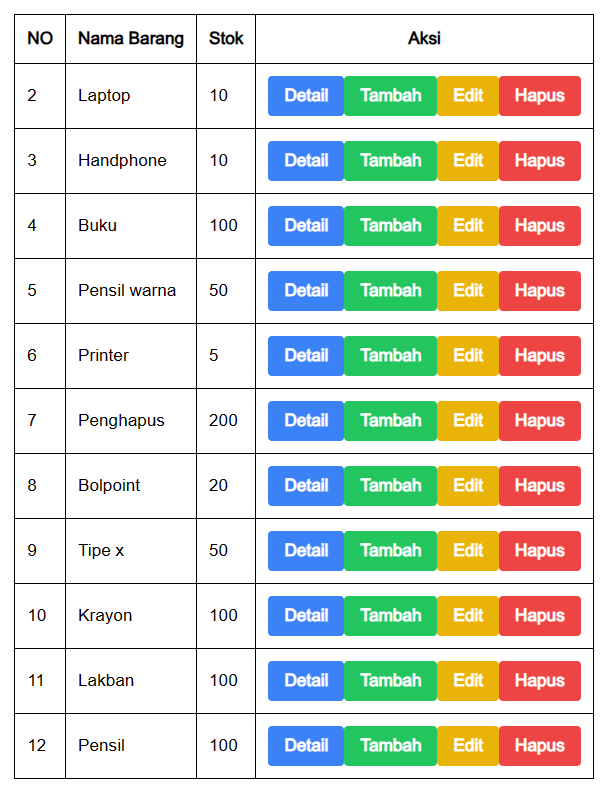 NO Nama Barang Stok Aksi
2 Laptop 10 Detail Tambah Edit Hapus
3 Handphone 10 Detail Tambah Edit Hapus
4 Buku 100 Detail Tambah Edit Hapus
5 Pensil warna 50 Detail Tambah Edit Hapus
6 Printer 5 Detail Tambah Edit Hapus
7 Penghapus 200 Detail Tambah Edit Hapus
8 Bolpoint 20 Detail Tambah Edit Hapus
9 Tipe x 50 Detail Tambah Edit Hapus
10 Krayon 100 Detail Tambah Edit Hapus
11 Lakban 100 Detail Tambah Edit Hapus
12 Pensil 100 Detail Tambah Edit Hapus